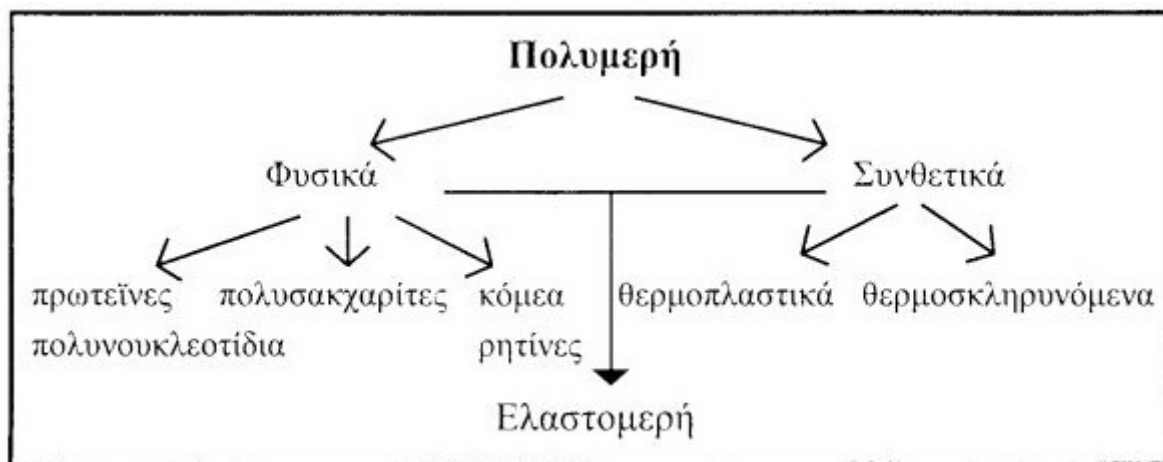 Πολυμερή
Φυσικά Συνθετικά
πρωτεΐνες πολυσακχαρίτες κόμεα θερμοπλαστικά θερμοσκληρυνόμενα
πολυνουκλεοτίδια ρητίνες
Ελαστομερή